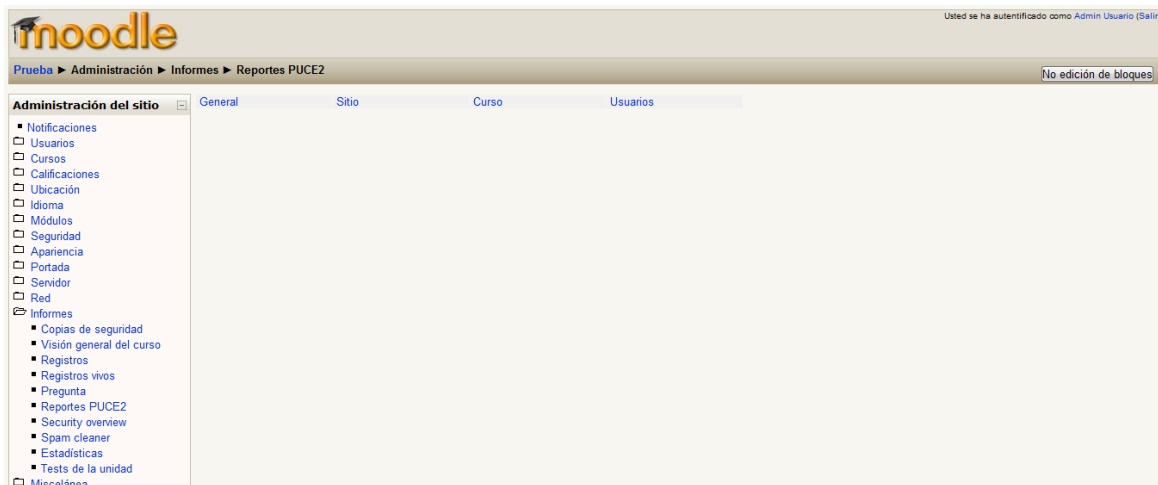 moodle
Usted se ha autentificado como Admin Usuario (Salir
Prueba ► Administración ► Informes ► Reportes PUCE2
No edición de bloques
Administración del sitio
General Sitio Curso Usuarios
Notificaciones
Usuarios
Cursos
Calificaciones
Ubicación
Idioma
Módulos
Seguridad
Apariencia
Portada
Servidor
Red
Informes
Copias de seguridad
Visión general del curso
Registros
Registros vivos
Pregunta
Reportes PUCE2
Security overview
Spam cleaner
Estadísticas
Tests de la unidad
Miscelánea